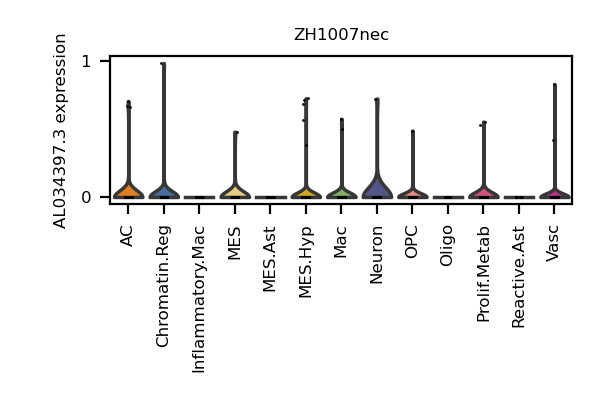 ZH1007nec
AL034397.3 expression
1
0
AC
Chromatin.Reg
Inflammatory.Mac
MES
MES.Ast
MES.Hyp
Mac
Neuron
OPC
Oligo
Prolif.Metab
Reactive.Ast
Vasc